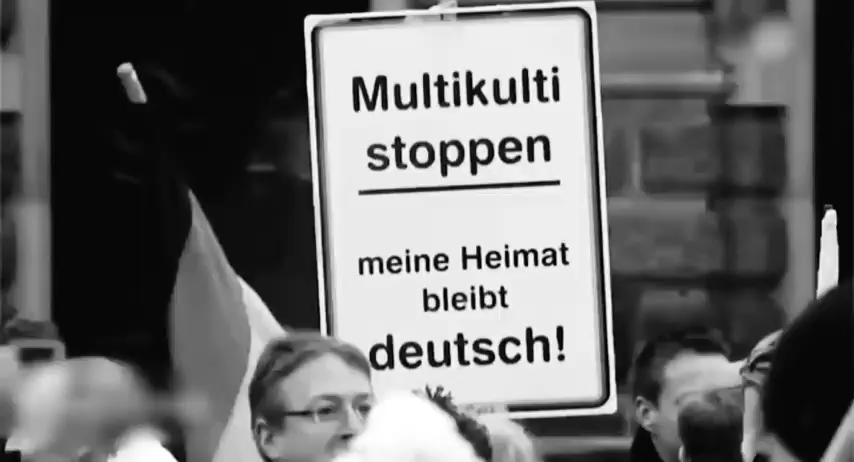 Multikulti
stoppen
meine Heimat
bleibt
deutsch!